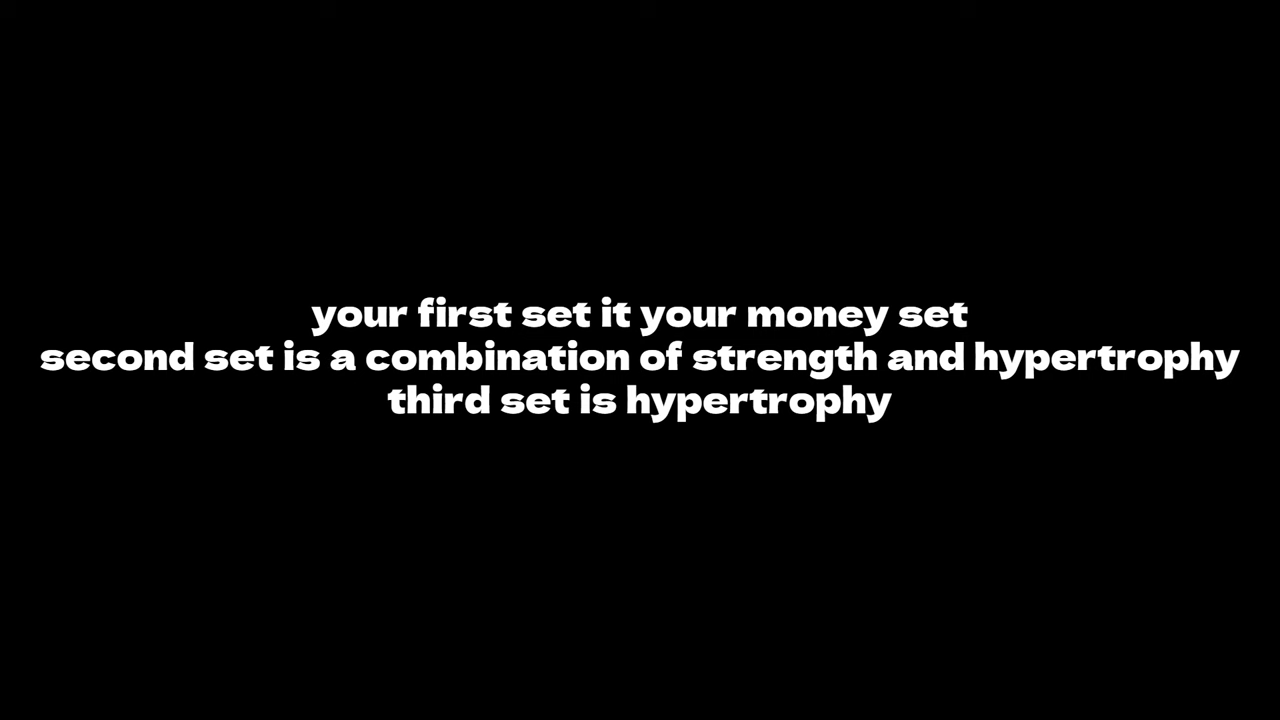 your first set it your money set
second set is a combination of strength and hypertrophy
third set is hypertrophy